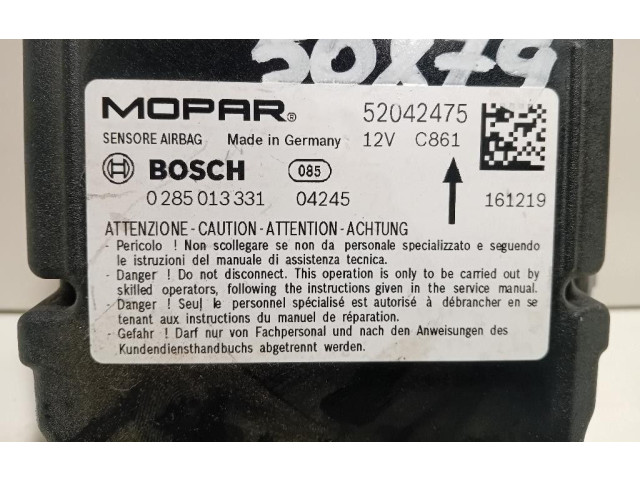 50X79
MOPAR® 52042475
SENSORE AIRBAG Made in Germany 12V C861
BOSCH 085
0 285 013 331 04245 161219
ATTENZIONE - CAUTION - ATTENTION - ACHTUNG
- Pericolo ! Non scollegare se non da personale specializzato e seguendo
le istruzioni del manuale di assistenza tecnica.
- Danger ! Do not disconnect. This operation is only to be carried out by
skilled operators, following the instructions given in the service manual.
- Danger ! Seul le personnel spécialisé est autorisé à débrancher en se
tenant aux instructions du manuel de réparation.
- Gefahr ! Darf nur von Fachpersonal und nach den Anweisungen des
Kundendiensthandbuchs abgetrennt werden.